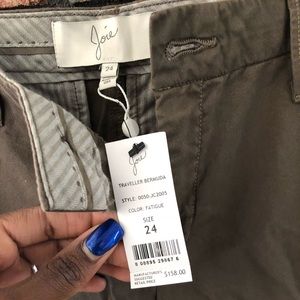 Joie
24
Joie
TRAVELLER BERMUDA
STYLE: 0050-JC2005
COLOR: FATIGUE
SIZE
24
MANUFACTURER'S
SUGGESTED
RETAIL PRICE
$158.00